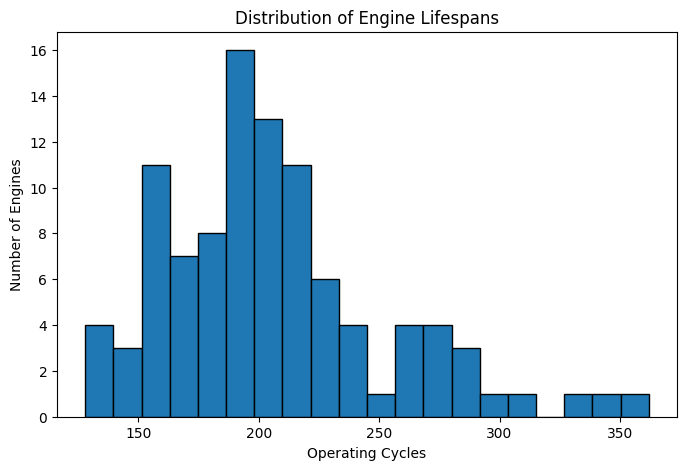 Distribution of Engine Lifespans
16
14
12
10
8
6
4
2
0
Number of Engines
150 200 250 300 350
Operating Cycles